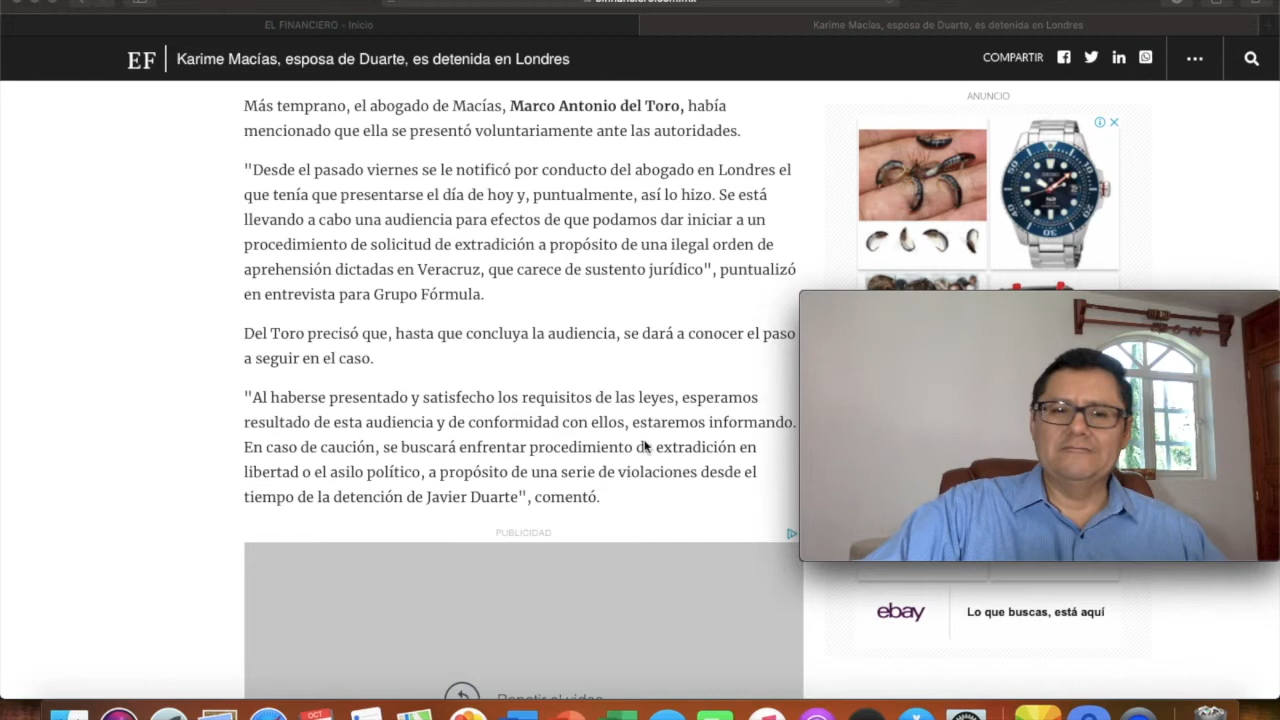 EL FINANCIERO - Inicio
Karime Macías, esposa de Duarte, es detenida en Londres
EF
Karime Macías, esposa de Duarte, es detenida en Londres
COMPARTIR
Más temprano, el abogado de Macías, Marco Antonio del Toro, había
mencionado que ella se presentó voluntariamente ante las autoridades.
"Desde el pasado viernes se le notificó por conducto del abogado en Londres el
que tenía que presentarse el día de hoy y, puntualmente, así lo hizo. Se está
llevando a cabo una audiencia para efectos de que podamos dar iniciar a un
procedimiento de solicitud de extradición a propósito de una ilegal orden de
aprehensión dictadas en Veracruz, que carece de sustento jurídico", puntualizó
en entrevista para Grupo Fórmula.
Del Toro precisó que, hasta que concluya la audiencia, se dará a conocer el paso
a seguir en el caso.
"Al haberse presentado y satisfecho los requisitos de las leyes, esperamos
resultado de esta audiencia y de conformidad con ellos, estaremos informando.
En caso de caución, se buscará enfrentar procedimiento de extradición en
libertad o el asilo político, a propósito de una serie de violaciones desde el
tiempo de la detención de Javier Duarte", comentó.
PUBLICIDAD
Repetir el video
ANUNCIO
ebay
Lo que buscas, está aquí
OCT